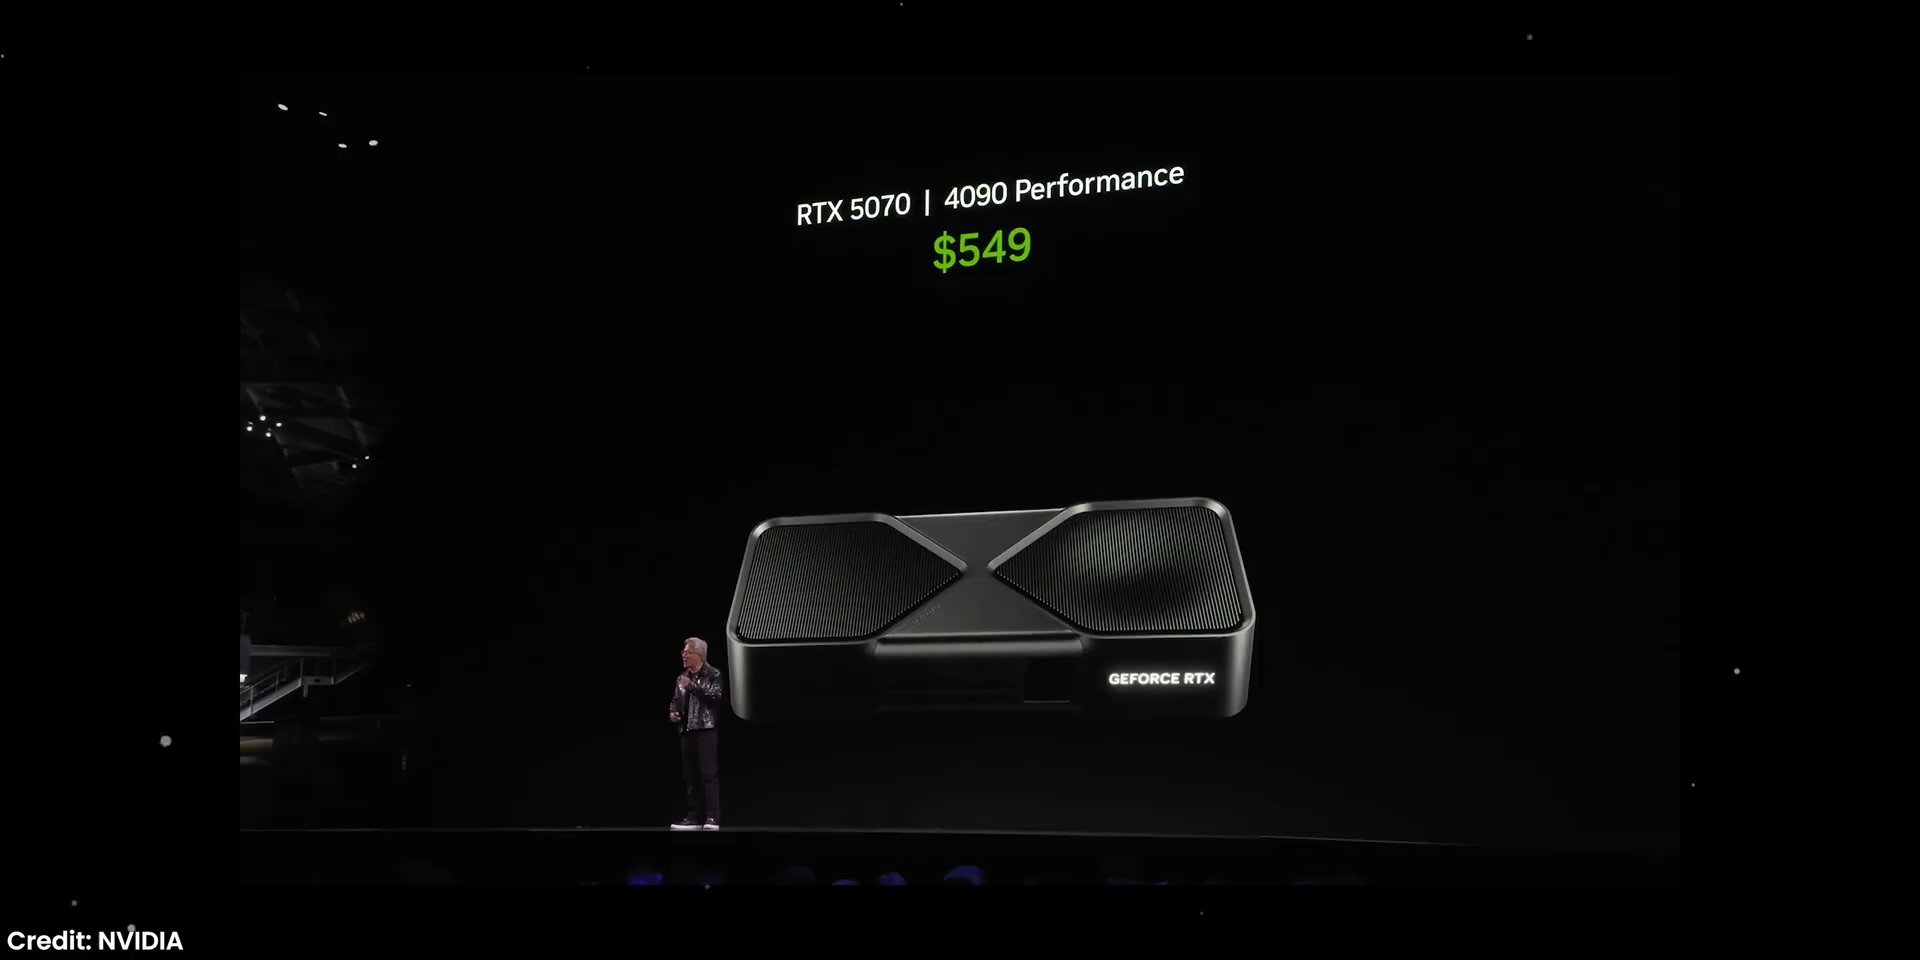 RTX 5070 | 4090 Performance
$549
GEFORCE RTX
Credit: NVIDIA